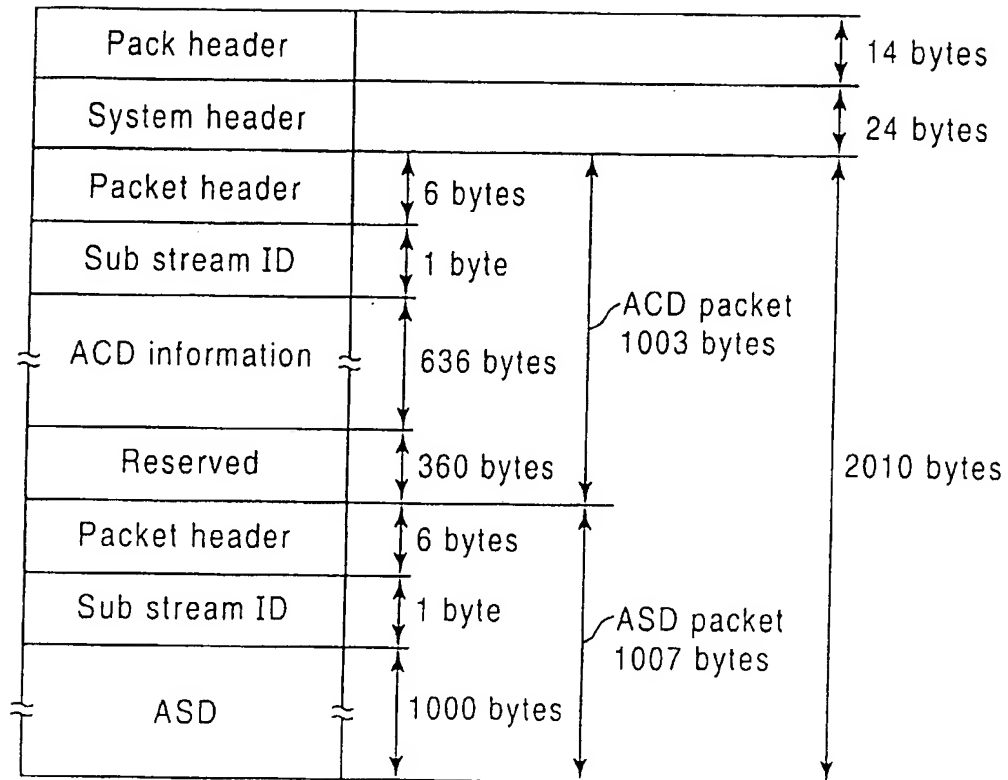 Pack header
14 bytes
System header
24 bytes
Packet header
6 bytes
Sub stream ID
1 byte
ACD information
636 bytes
ACD packet
1003 bytes
Reserved
360 bytes
2010 bytes
Packet header
6 bytes
Sub stream ID
1 byte
ASD packet
1007 bytes
ASD
1000 bytes